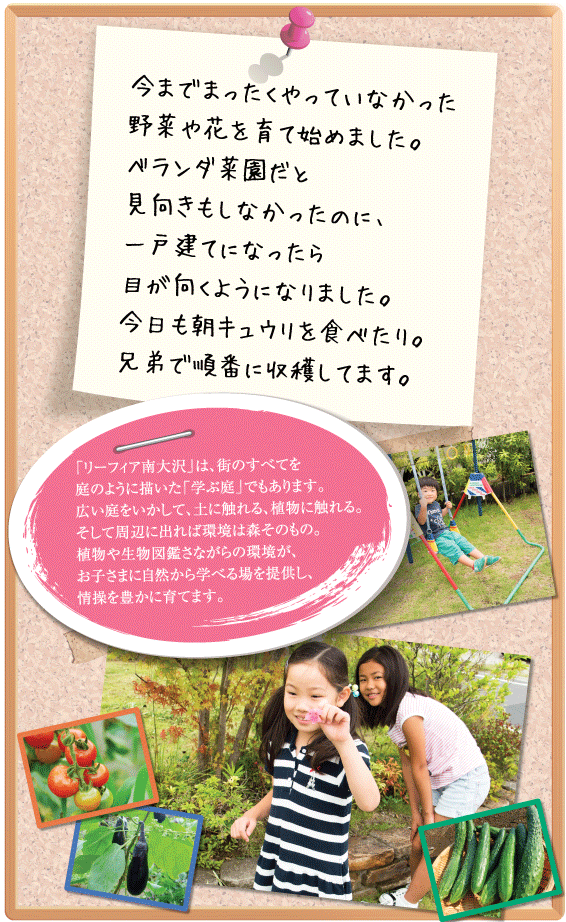 今までまったくやっていなかった
野菜や花を育て始めました。
ベランダ菜園だと
見向きもしなかったのに、
一戸建てになったら
目が向くようになりました。
今日も朝キュウリを食べたり。
兄弟で順番に収穫してます。
「リーフィア南大沢」は、街のすべてを
庭のように描いた「学ぶ庭」でもあります。
広い庭をいかして、土に触れる、植物に触れる。
そして周辺に出れば環境は森そのもの。
植物や生物図鑑さながらの環境が、
お子さまに自然から学べる場を提供し、
情操を豊かに育てます。